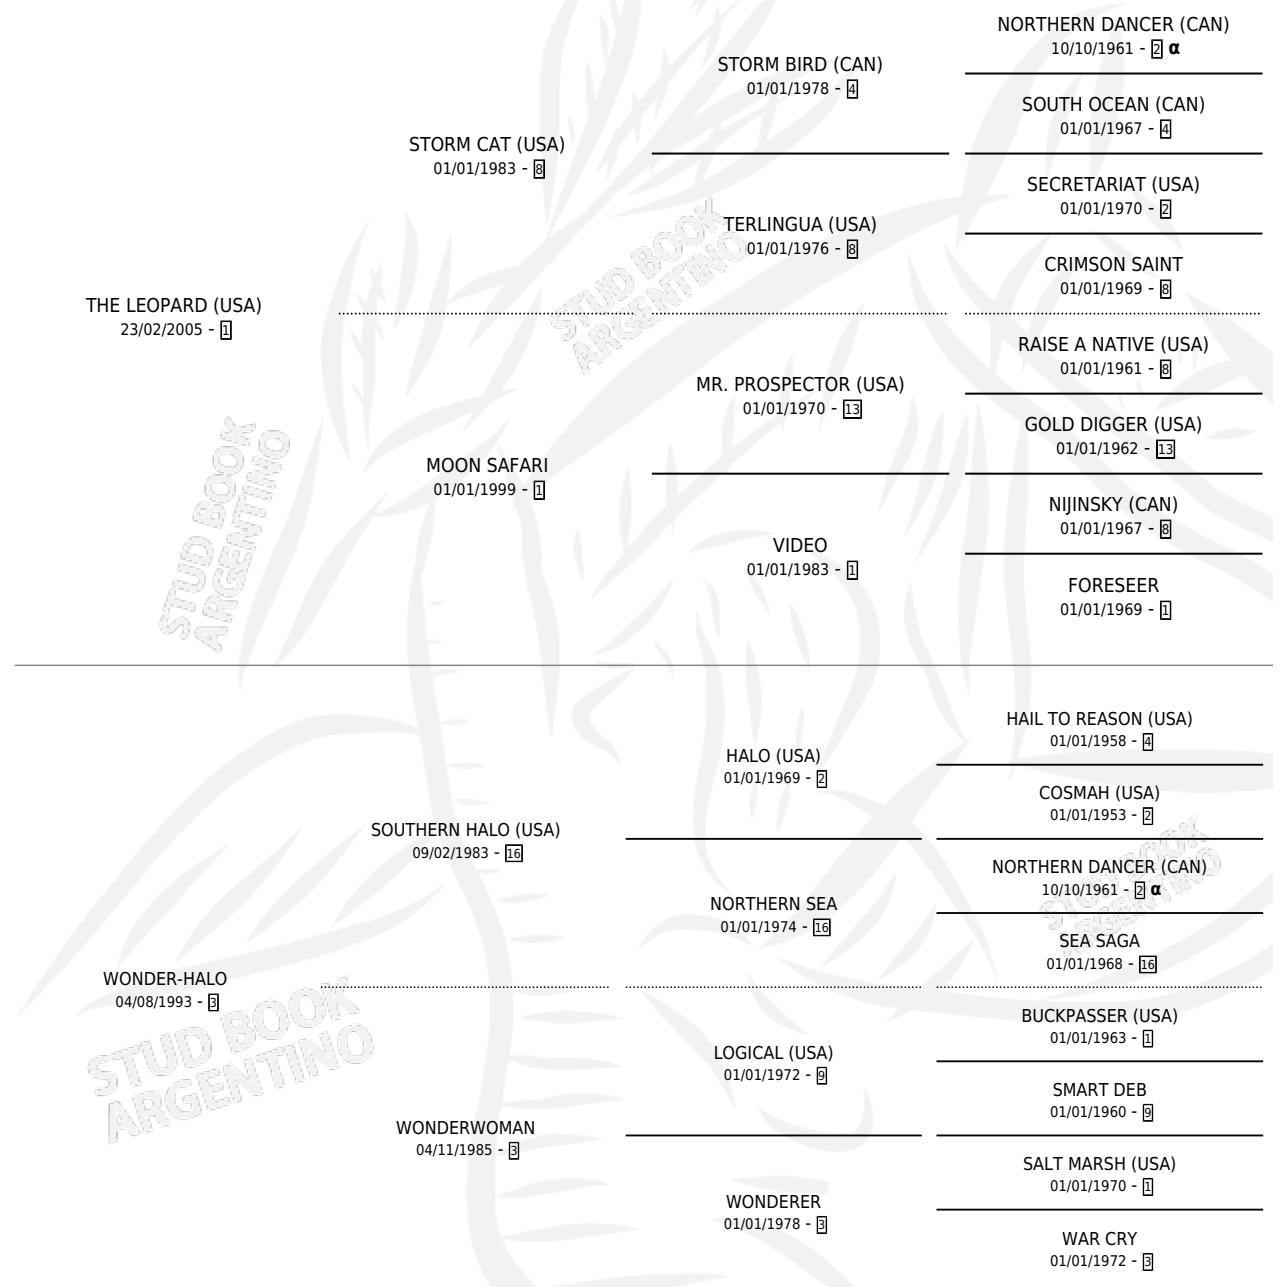 NORTHERN DANCER (CAN)
10/10/1961 - 2 α
STORM BIRD (CAN)
01/01/1978 - 4
SOUTH OCEAN (CAN)
01/01/1967 - 4
STORM CAT (USA)
01/01/1983 - 8
SECRETARIAT (USA)
01/01/1970 - 2
TERLINGUA (USA)
01/01/1976 - 8
CRIMSON SAINT
01/01/1969 - 8
THE LEOPARD (USA)
23/02/2005 - 1
RAISE A NATIVE (USA)
01/01/1961 - 8
MR. PROSPECTOR (USA)
01/01/1970 - 13
GOLD DIGGER (USA)
01/01/1962 - 13
MOON SAFARI
01/01/1999 - 1
NIJINSKY (CAN)
01/01/1967 - 8
VIDEO
01/01/1983 - 1
FORESEER
01/01/1969 - 1
STUD BOOK
ARGENTINO
STUD BOOK
ARGENTINO
HAIL TO REASON (USA)
01/01/1958 - 4
HALO (USA)
01/01/1969 - 2
COSMAH (USA)
01/01/1953 - 2
SOUTHERN HALO (USA)
09/02/1983 - 16
NORTHERN DANCER (CAN)
10/10/1961 - 2 α
NORTHERN SEA
01/01/1974 - 16
SEA SAGA
01/01/1968 - 16
WONDER-HALO
04/08/1993 - 3
BUCKPASSER (USA)
01/01/1963 - 1
LOGICAL (USA)
01/01/1972 - 9
SMART DEB
01/01/1960 - 9
WONDERWOMAN
04/11/1985 - 3
SALT MARSH (USA)
01/01/1970 - 1
WONDERER
01/01/1978 - 3
WAR CRY
01/01/1972 - 3
STUD BOOK
ARGENTINO
STUD BOOK
ARGENTINO